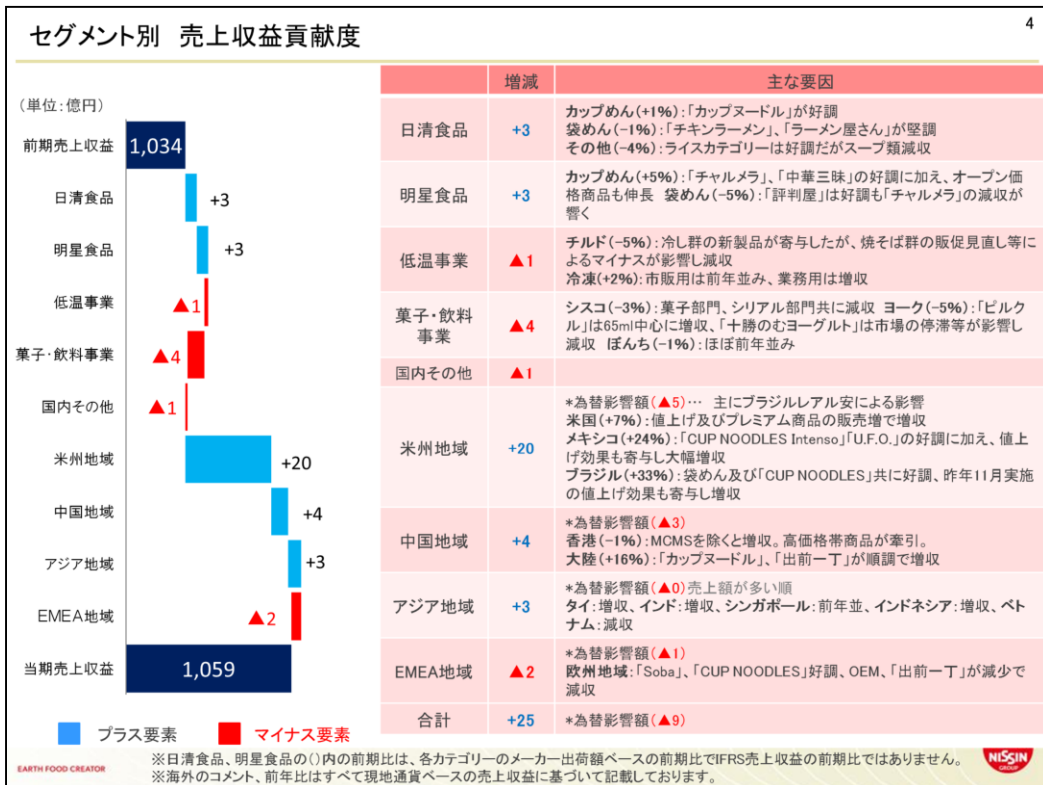 セグメント別 売上収益貢献度
4
(単位:億円)
前期売上収益 1,034
日清食品 +3
明星食品 +3
低温事業 ▲1
菓子・飲料事業 ▲4
国内その他 ▲1
米州地域 +20
中国地域 +4
アジア地域 +3
EMEA地域 ▲2
当期売上収益 1,059
プラス要素 マイナス要素
増減 主な要因
日清食品 +3
カップめん(+1%):「カップヌードル」が好調
袋めん(-1%):「チキンラーメン」、「ラーメン屋さん」が堅調
その他(-4%):ライスカテゴリーは好調だがスープ類減収
明星食品 +3
カップめん(+5%):「チャルメラ」、「中華三昧」の好調に加え、オープン価
格商品も伸長 袋めん(-5%):「評判屋」は好調も「チャルメラ」の減収が
響く
低温事業 ▲1
チルド(-5%):冷し群の新製品が寄与したが、焼そば群の販促見直し等に
よるマイナスが影響し減収
冷凍(+2%):市販用は前年並み、業務用は増収
菓子・飲料
事業 ▲4
シスコ(-3%):菓子部門、シリアル部門共に減収 ヨーク(-5%):「ピルク
ル」は65ml中心に増収、「十勝のむヨーグルト」は市場の停滞等が影響し
減収 ぼんち(-1%):ほぼ前年並み
国内その他 ▲1
米州地域 +20
*為替影響額(▲5)… 主にブラジルレアル安による影響
米国(+7%):値上げ及びプレミアム商品の販売増で増収
メキシコ(+24%):「CUP NOODLES Intenso」「U.F.O.」の好調に加え、値上
げ効果も寄与し大幅増収
ブラジル(+33%):袋めん及び「CUP NOODLES」共に好調、昨年11月実施
の値上げ効果も寄与し増収
中国地域 +4
*為替影響額(▲3)
香港(-1%):MCMSを除くと増収。高価格帯商品が牽引。
大陸(+16%):「カップヌードル」、「出前一丁」が順調で増収
アジア地域 +3
*為替影響額(▲0)売上額が多い順
タイ:増収、インド:増収、シンガポール:前年並、インドネシア:増収、ベト
ナム:減収
EMEA地域 ▲2
*為替影響額(▲1)
欧州地域:「Soba」、「CUP NOODLES」好調、OEM、「出前一丁」が減少で
減収
合計 +25 *為替影響額(▲9)
※日清食品、明星食品の()内の前期比は、各カテゴリーのメーカー出荷額ベースの前期比でIFRS売上収益の前期比ではありません。
※海外のコメント、前年比はすべて現地通貨ベースの売上収益に基づいて記載しております。
EARTH FOOD CREATOR
NISSIN
GROUP